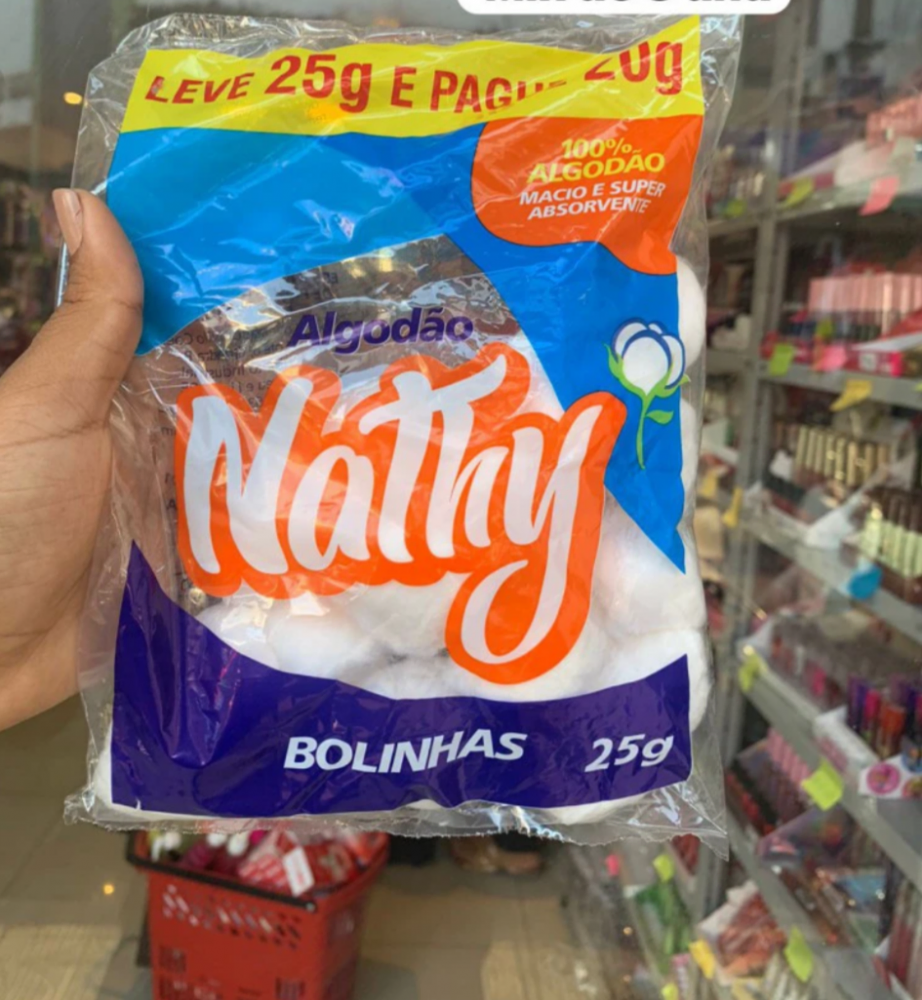 LEVE 25g E PAGUE 20g
100%
ALGODÃO
MACIO E SUPER
ABSORVENTE
Algodão
Nathy
BOLINHAS 25g